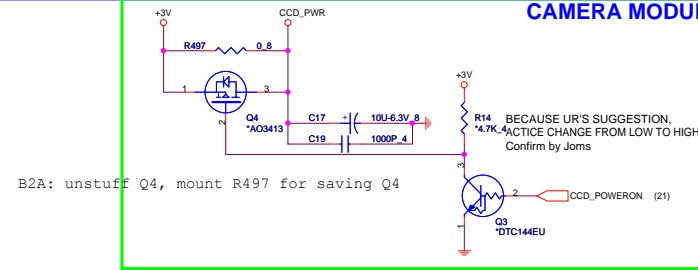 CAMERA MODUL
+3V
CCD_PWR
R497
0_8
1
3
2
Q4
*AO3413
C17
+
10U-6.3V_8
C19
1000P_4
+3V
R14
*4.7K_4
BECAUSE UR'S SUGGESTION,
ACTICE CHANGE FROM LOW TO HIGH
Confirm by Joms
B2A: unstuff Q4, mount R497 for saving Q4
3
2
CCD_POWERON (21)
1
Q3
*DTC144EU